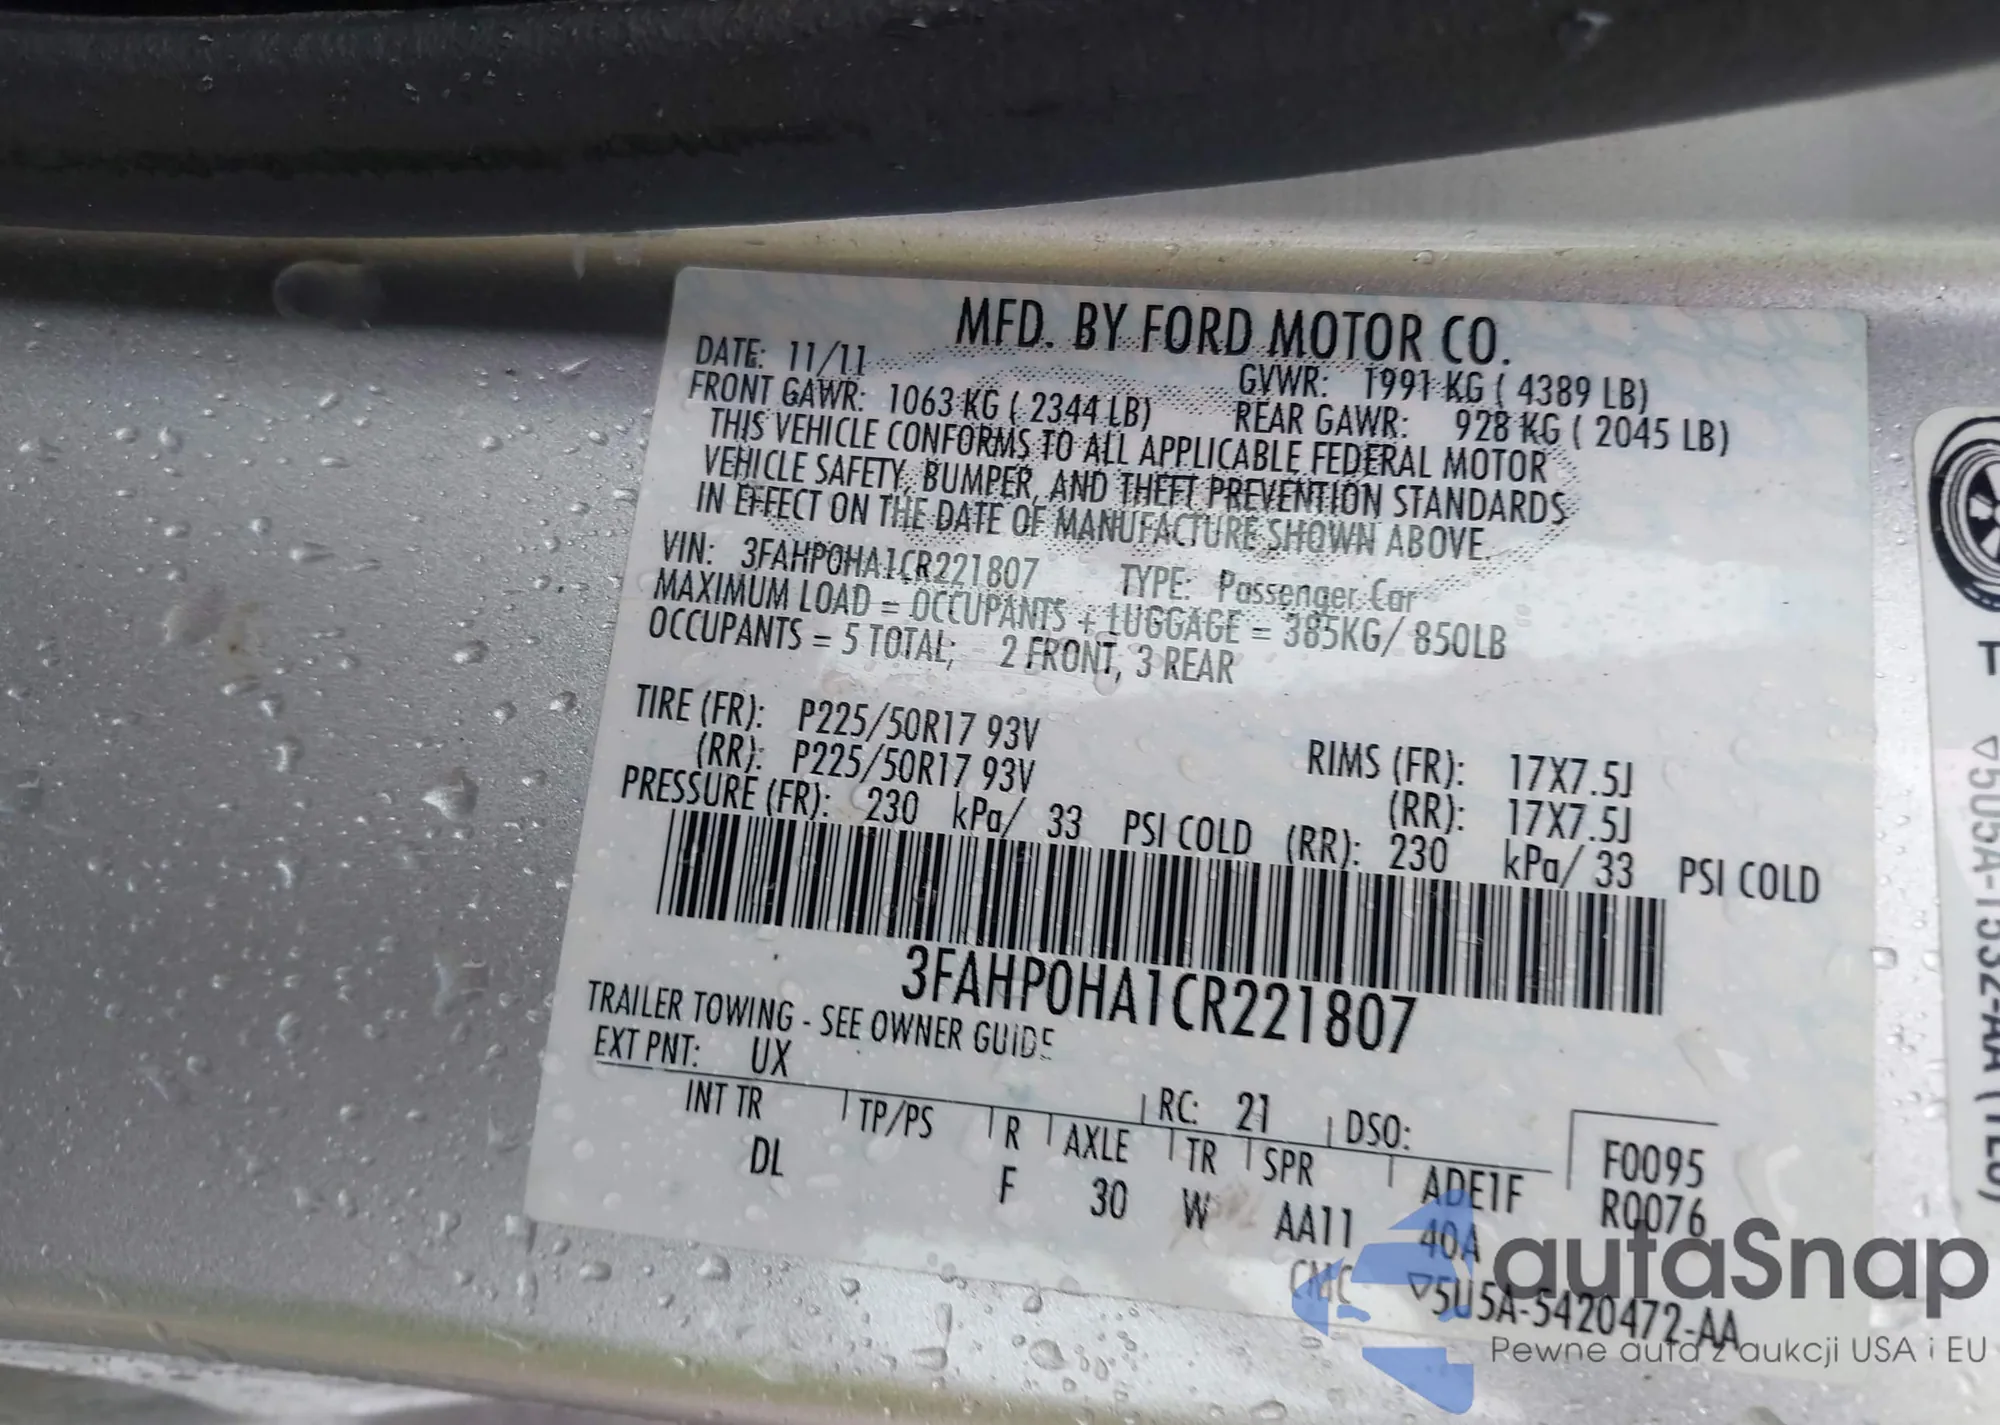 MFD. BY FORD MOTOR CO.
DATE: 11/11 GVWR: 1991 KG ( 4389 LB)
FRONT GAWR: 1063 KG ( 2344 LB) REAR GAWR: 928 KG ( 2045 LB)
THIS VEHICLE CONFORMS TO ALL APPLICABLE FEDERAL MOTOR
VEHICLE SAFETY, BUMPER, AND THEFT PREVENTION STANDARDS
IN EFFECT ON THE DATE OF MANUFACTURE SHOWN ABOVE.
VIN: 3FAHP0HA1CR221807 TYPE: Passenger Car
MAXIMUM LOAD = OCCUPANTS + LUGGAGE = 385KG/ 850LB
OCCUPANTS = 5 TOTAL; 2 FRONT, 3 REAR
TIRE (FR): P225/50R17 93V RIMS (FR): 17X7.5J
(RR): P225/50R17 93V (RR): 17X7.5J
PRESSURE (FR): 230 kPa/ 33 PSI COLD (RR): 230 kPa/ 33 PSI COLD
3FAHP0HA1CR221807
TRAILER TOWING - SEE OWNER GUIDE
EXT PNT: UX RC: 21 DSO:
INT TR TP/PS R AXLE TR SPR ADE1F F0095
DL F 30 W AA11 40A R0076
CMC ▽5U5A-5420472-AA
T
▽5U5A-1532-AA (TL6)
autaSnap
Pewne auta z aukcji USA i EU